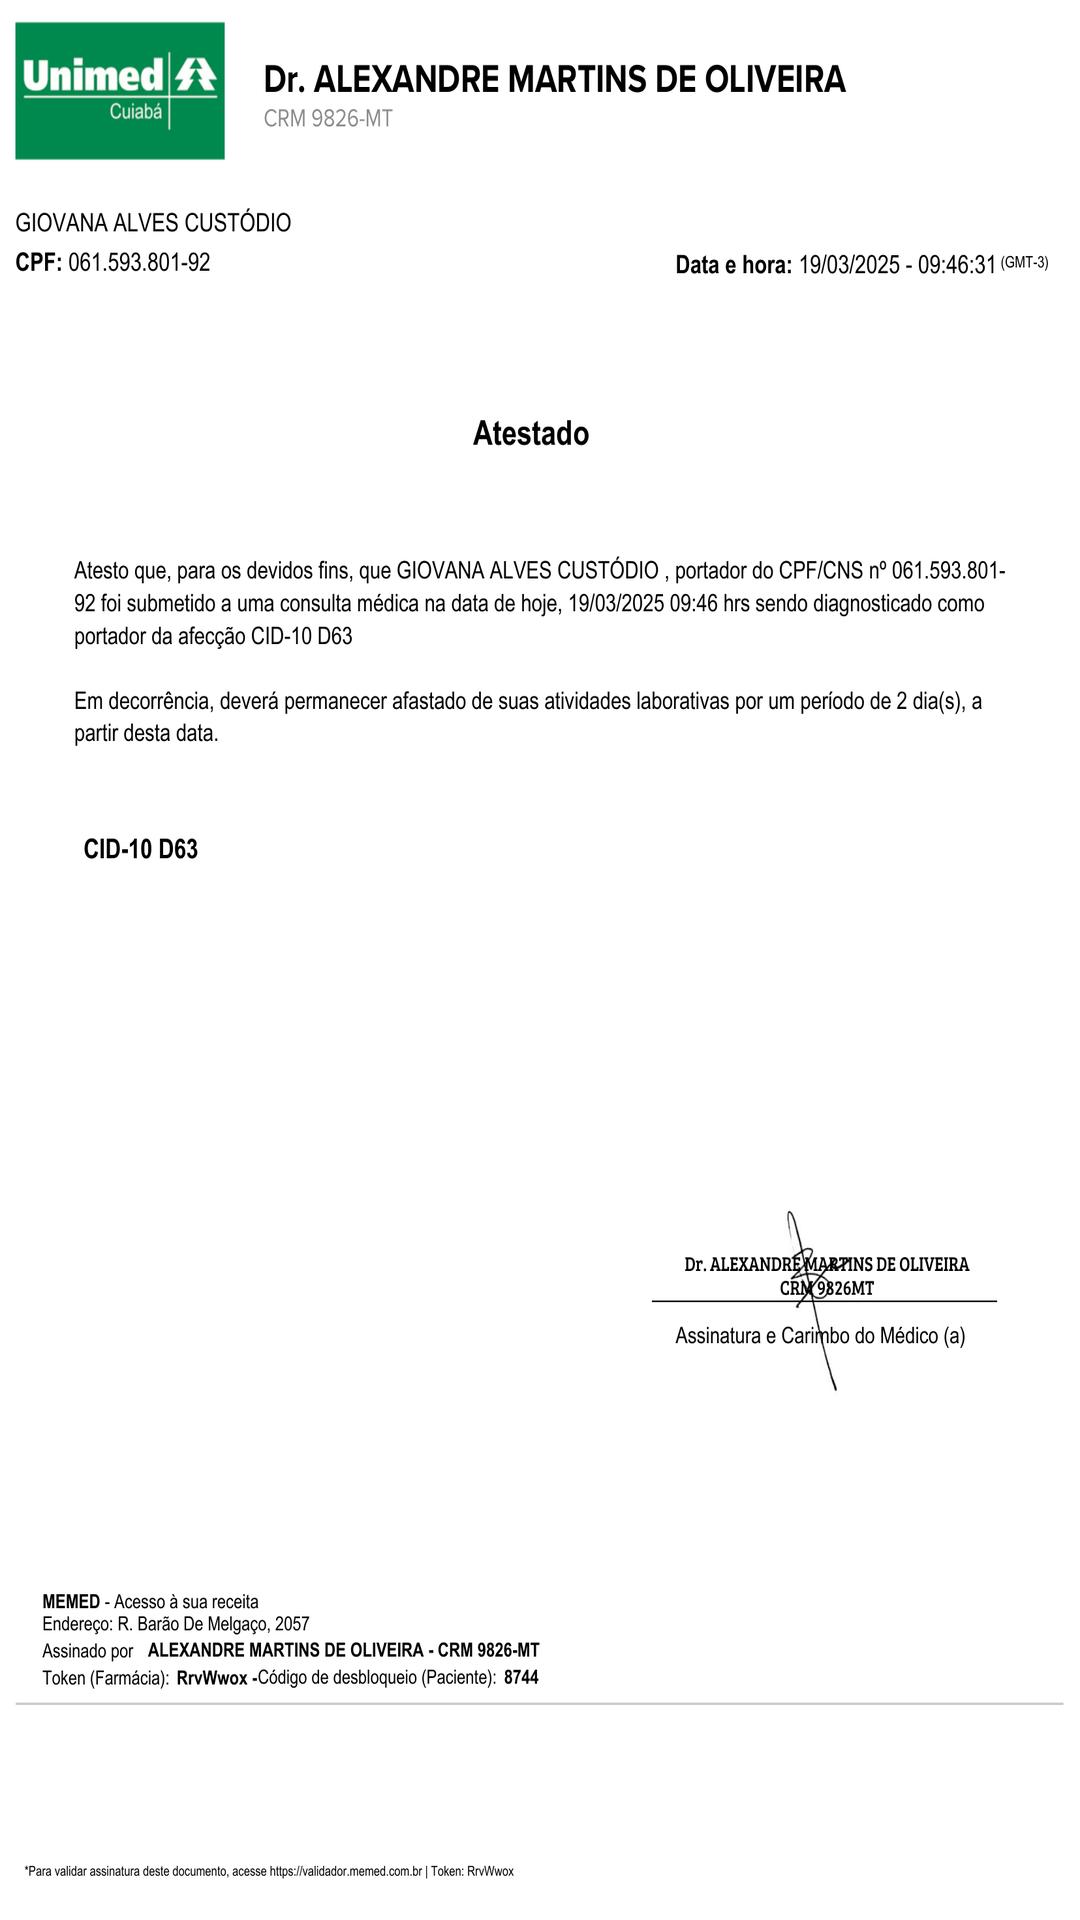 Unimed
Cuiabá
Dr. ALEXANDRE MARTINS DE OLIVEIRA
CRM 9826-MT
GIOVANA ALVES CUSTÓDIO
CPF: 061.593.801-92
Data e hora: 19/03/2025 - 09:46:31 (GMT-3)
Atestado
Atesto que, para os devidos fins, que GIOVANA ALVES CUSTÓDIO , portador do CPF/CNS nº 061.593.801-
92 foi submetido a uma consulta médica na data de hoje, 19/03/2025 09:46 hrs sendo diagnosticado como
portador da afecção CID-10 D63
Em decorrência, deverá permanecer afastado de suas atividades laborativas por um período de 2 dia(s), a
partir desta data.
CID-10 D63
Dr. ALEXANDRE MARTINS DE OLIVEIRA
CRM 9826MT
Assinatura e Carimbo do Médico (a)
MEMED - Acesso à sua receita
Endereço: R. Barão De Melgaço, 2057
Assinado por ALEXANDRE MARTINS DE OLIVEIRA - CRM 9826-MT
Token (Farmácia): RrvWwox -Código de desbloqueio (Paciente): 8744
*Para validar assinatura deste documento, acesse https://validador.memed.com.br | Token: RrvWwox